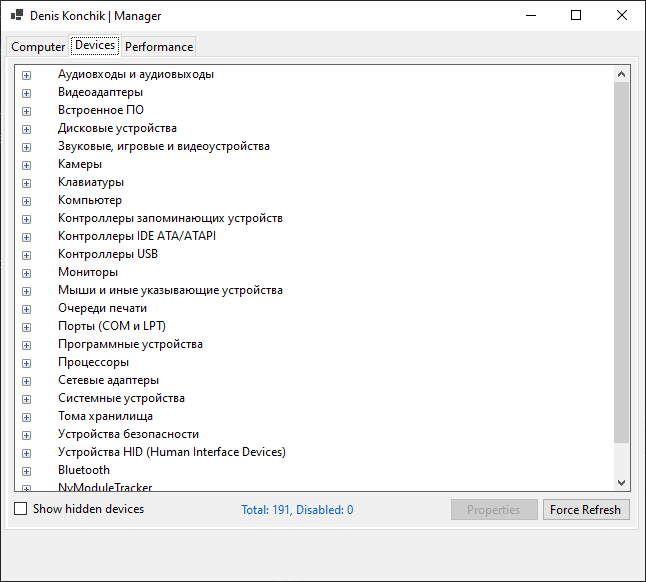 Denis Konchik | Manager
Computer Devices Performance
Аудиовходы и аудиовыходы
Видеоадаптеры
Встроенное ПО
Дисковые устройства
Звуковые, игровые и видеоустройства
Камеры
Клавиатуры
Компьютер
Контроллеры запоминающих устройств
Контроллеры IDE ATA/ATAPI
Контроллеры USB
Мониторы
Мыши и иные указывающие устройства
Очереди печати
Порты (COM и LPT)
Программные устройства
Процессоры
Сетевые адаптеры
Системные устройства
Тома хранилища
Устройства безопасности
Устройства HID (Human Interface Devices)
Bluetooth
NvModuleTracker
Show hidden devices Total: 191, Disabled: 0 Properties Force Refresh